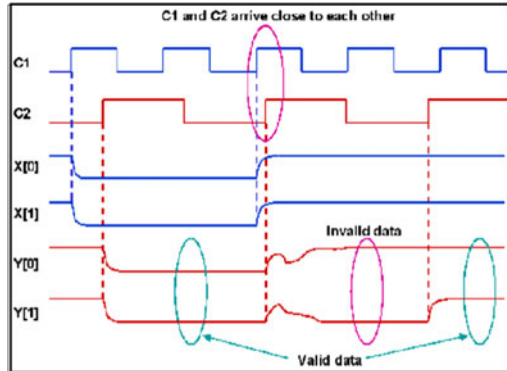 C1 and C2 arrive close to each other
C1
C2
X[0]
X[1]
Invalid data
Y[0]
Y[1]
Valid data